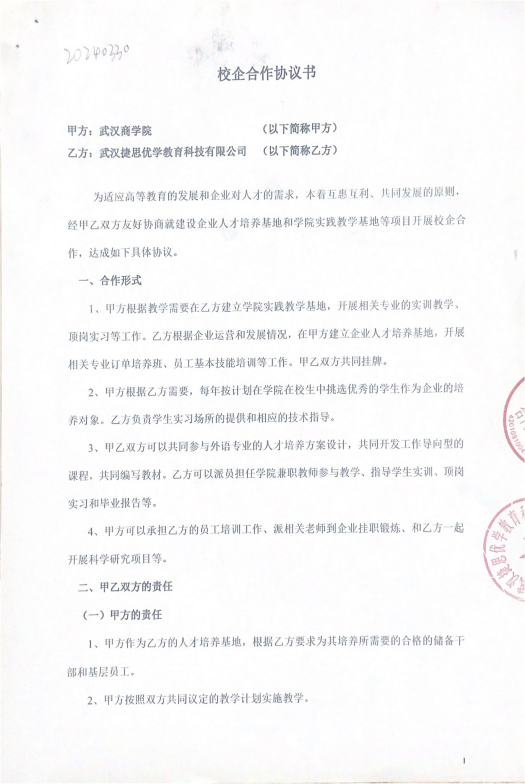 20240330
校企合作协议书
甲方：武汉商学院 （以下简称甲方）
乙方：武汉捷思优学教育科技有限公司 （以下简称乙方）
为适应高等教育的发展和企业对人才的需求，本着互惠互利、共同发展的原则，
经甲乙双方友好协商就建设企业人才培养基地和学院实践教学基地等项目开展校企合
作，达成如下具体协议。
一、合作形式
1、甲方根据教学需要在乙方建立学院实践教学基地，开展相关专业的实训教学、
顶岗实习等工作。乙方根据企业运营和发展情况，在甲方建立企业人才培养基地，开展
相关专业订单培养班、员工基本技能培训等工作。甲乙双方共同挂牌。
2、甲方根据乙方需要，每年按计划在学院在校生中挑选优秀的学生作为企业的培
养对象。乙方负责学生实习场所的提供和相应的技术指导。
3、甲乙双方可以共同参与外语专业的人才培养方案设计，共同开发工作导向型的
课程，共同编写教材。乙方可以派员担任学院兼职教师参与教学、指导学生实训、顶岗
实习和毕业报告等。
4、甲方可以承担乙方的员工培训工作、派相关老师到企业挂职锻炼、和乙方一起
开展科学研究项目等。
二、甲乙双方的责任
（一）甲方的责任
1、甲方作为乙方的人才培养基地，根据乙方要求为其培养所需要的合格的储备干
部和基层员工。
2、甲方按照双方共同议定的教学计划实施教学。
武汉捷思优学教育科
1